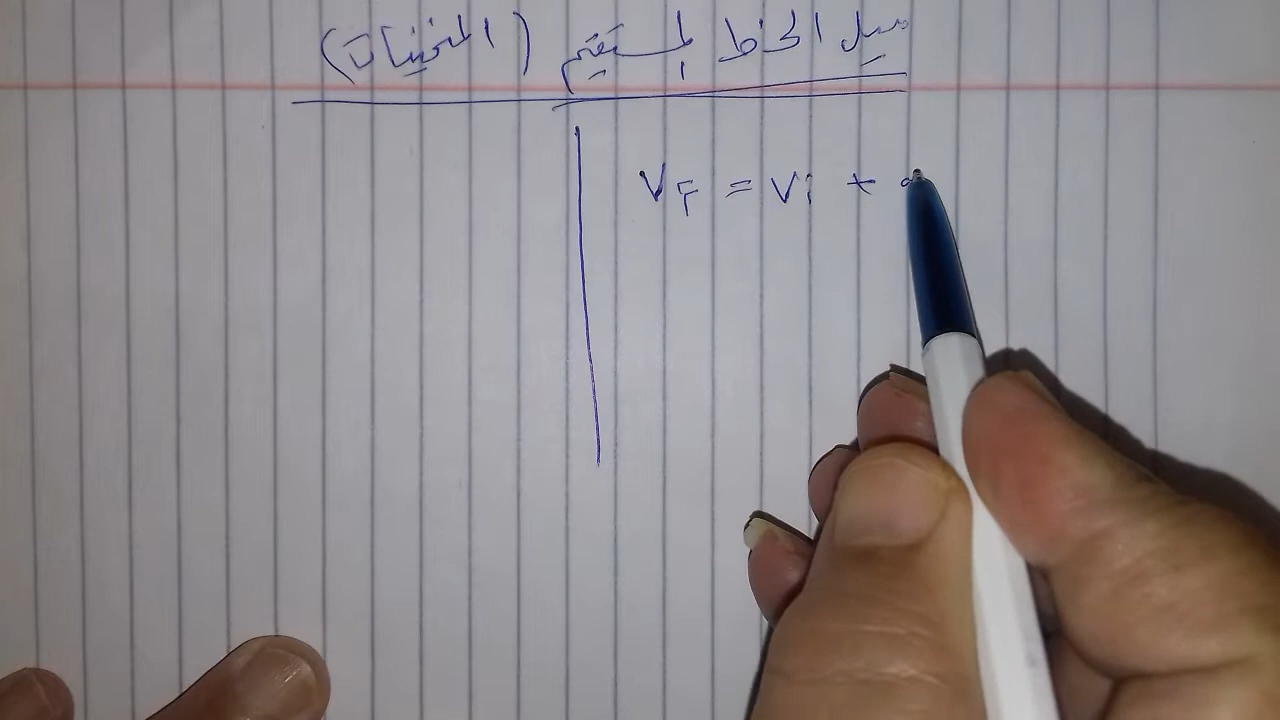 ميل الخط المستقيم (المنحنيات)
VF = Vi + a